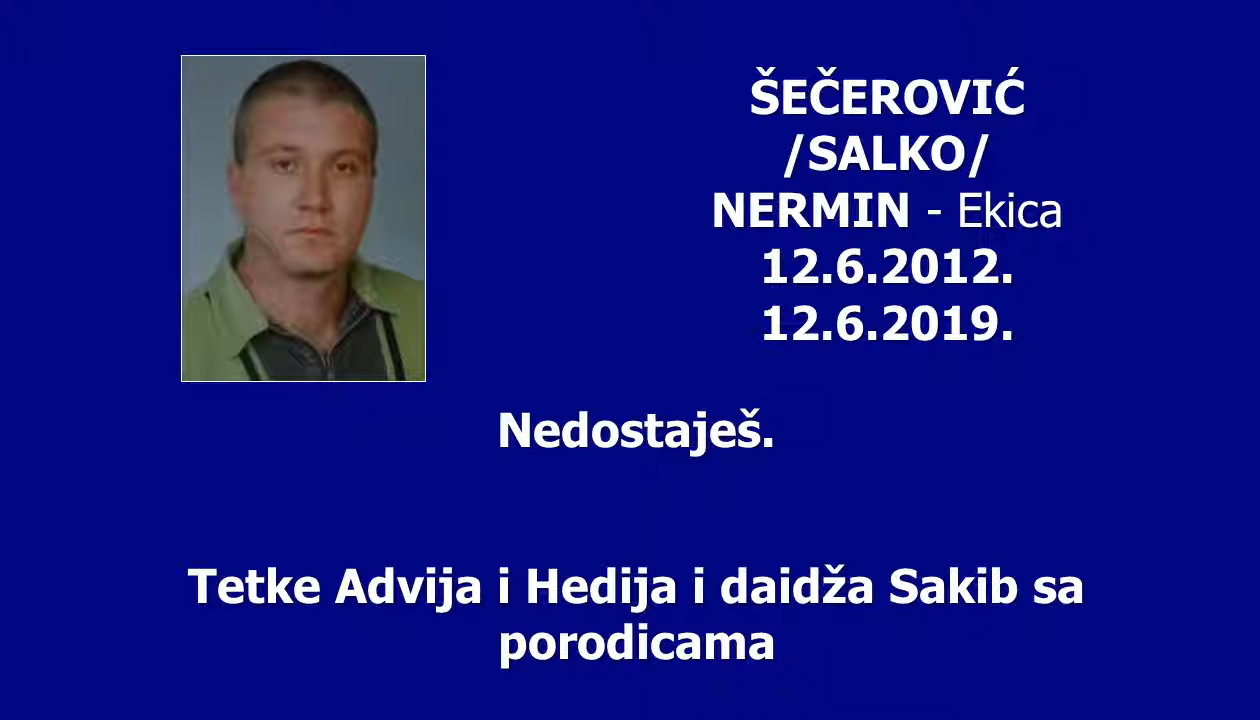 ŠEČEROVIĆ
/SALKO/
NERMIN - Ekica
12.6.2012.
12.6.2019.
Nedostaješ.
Tetke Advija i Hedija i daidža Sakib sa
porodicama